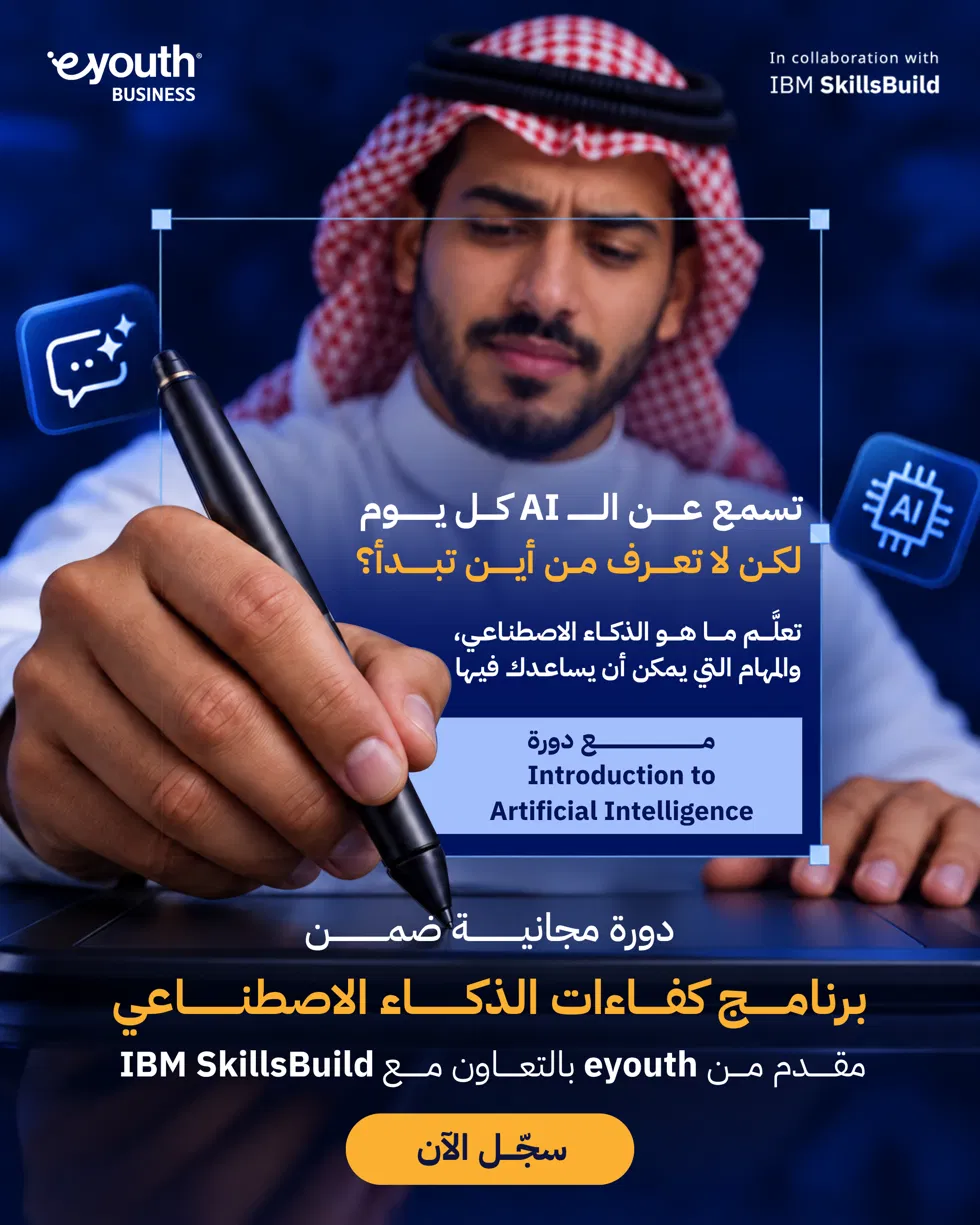 eyouth®
BUSINESS
In collaboration with
IBM SkillsBuild
تسمع عن الـ AI كل يوم
لكن لا تعرف من أين تبدأ؟
تعلَّم ما هو الذكاء الاصطناعي،
والمهام التي يمكن أن يساعدك فيها
مع دورة
Introduction to
Artificial Intelligence
AI
دورة مجانية ضمن
برنامج كفاءات الذكاء الاصطناعي
مقدم من eyouth بالتعاون مع IBM SkillsBuild
سجّل الآن